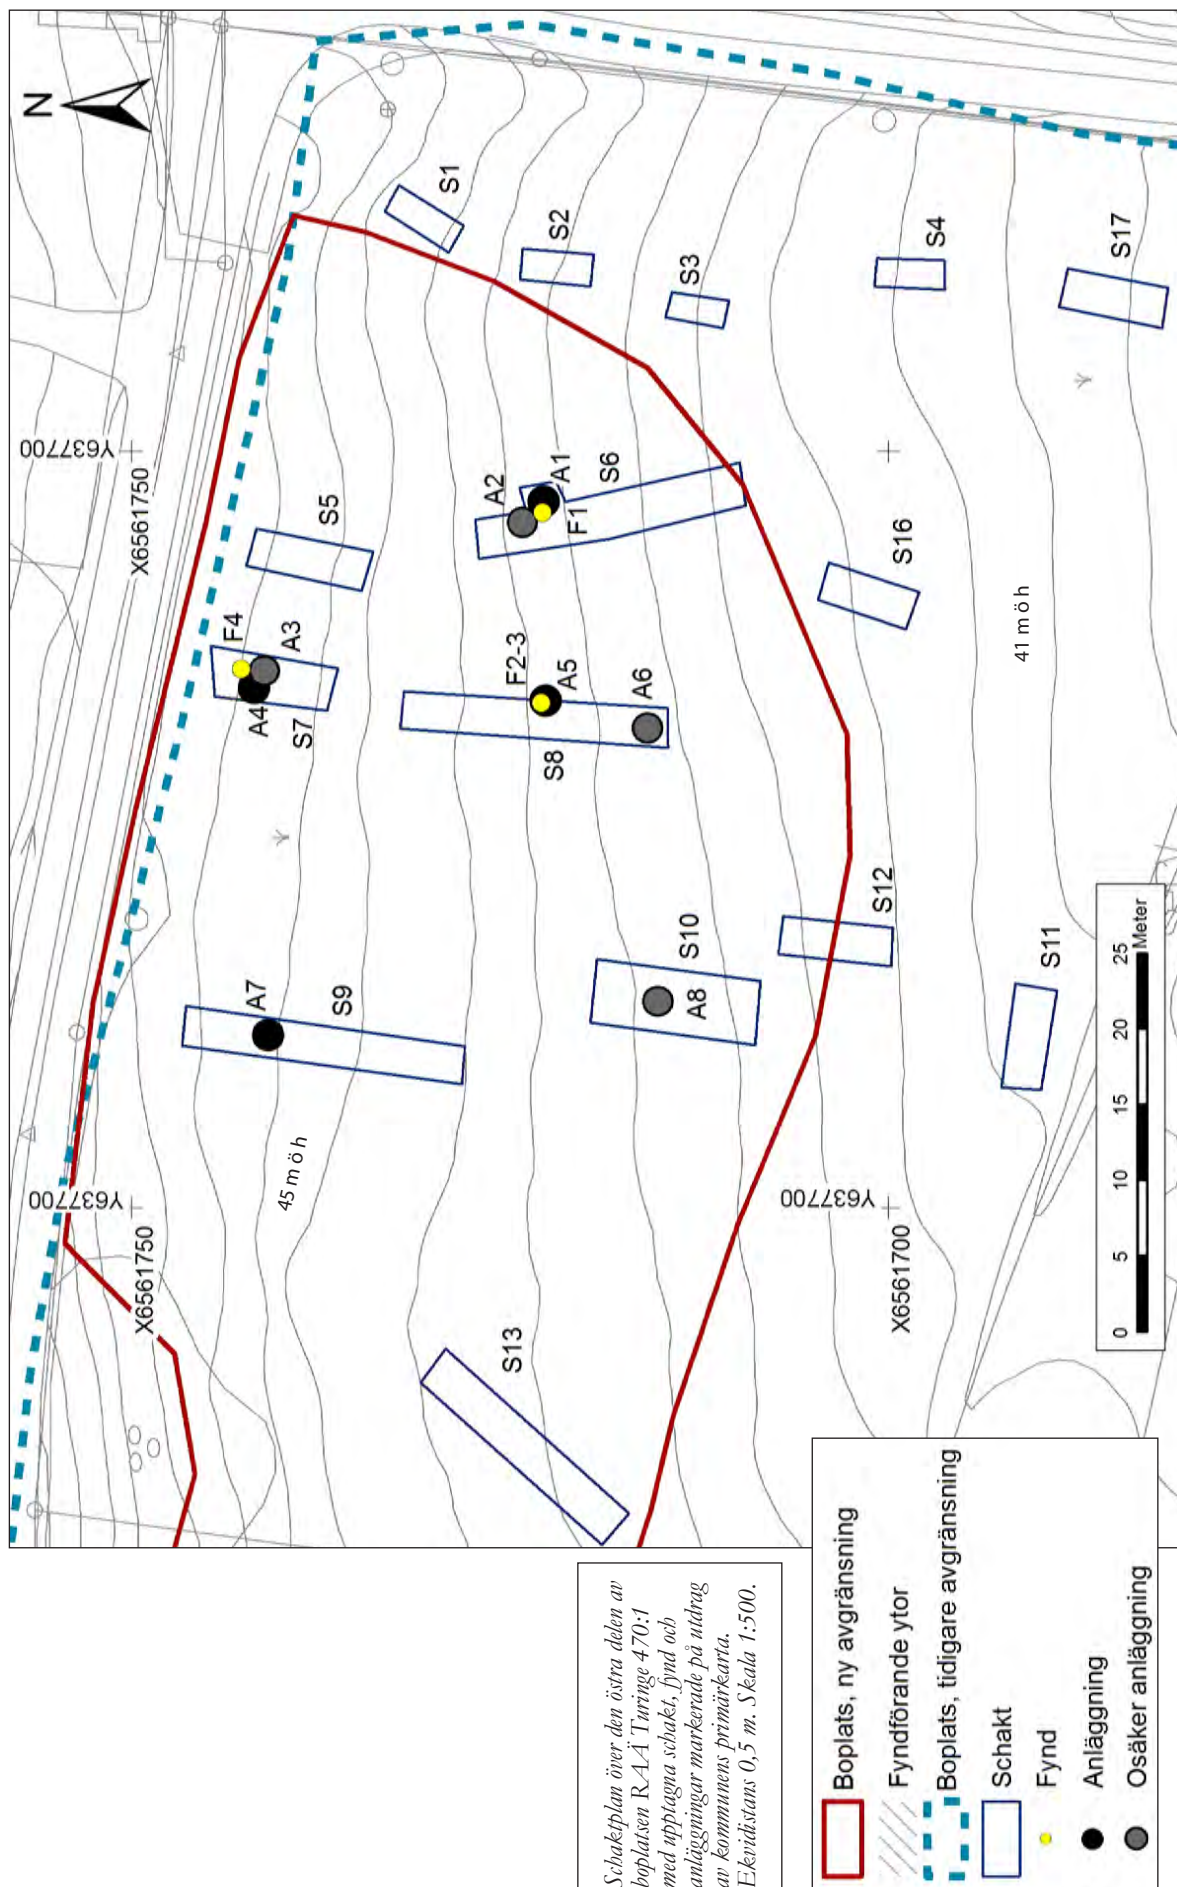 N
Y637700
X6561750
S1
S2
S3
S4
S17
S5
A2
A1
F1
S6
S16
F4
A3
A4
S7
F2-3
A5
S8
A6
41 m ö h
A7
S9
S10
A8
S12
S11
45 m ö h
Y637700
X6561750
Y637700
X6561700
S13
0 5 10 15 20 25
Meter
Schaktplan över den östra delen av
boplatsen RAÄ Turinge 470:1
med upptagna schakt, fynd och
anläggningar markerade på utdrag
av kommunens primärkarta.
Ekvidistans 0,5 m. Skala 1:500.
Boplats, ny avgränsning
Fyndförande ytor
Boplats, tidigare avgränsning
Schakt
Fynd
Anläggning
Osäker anläggning